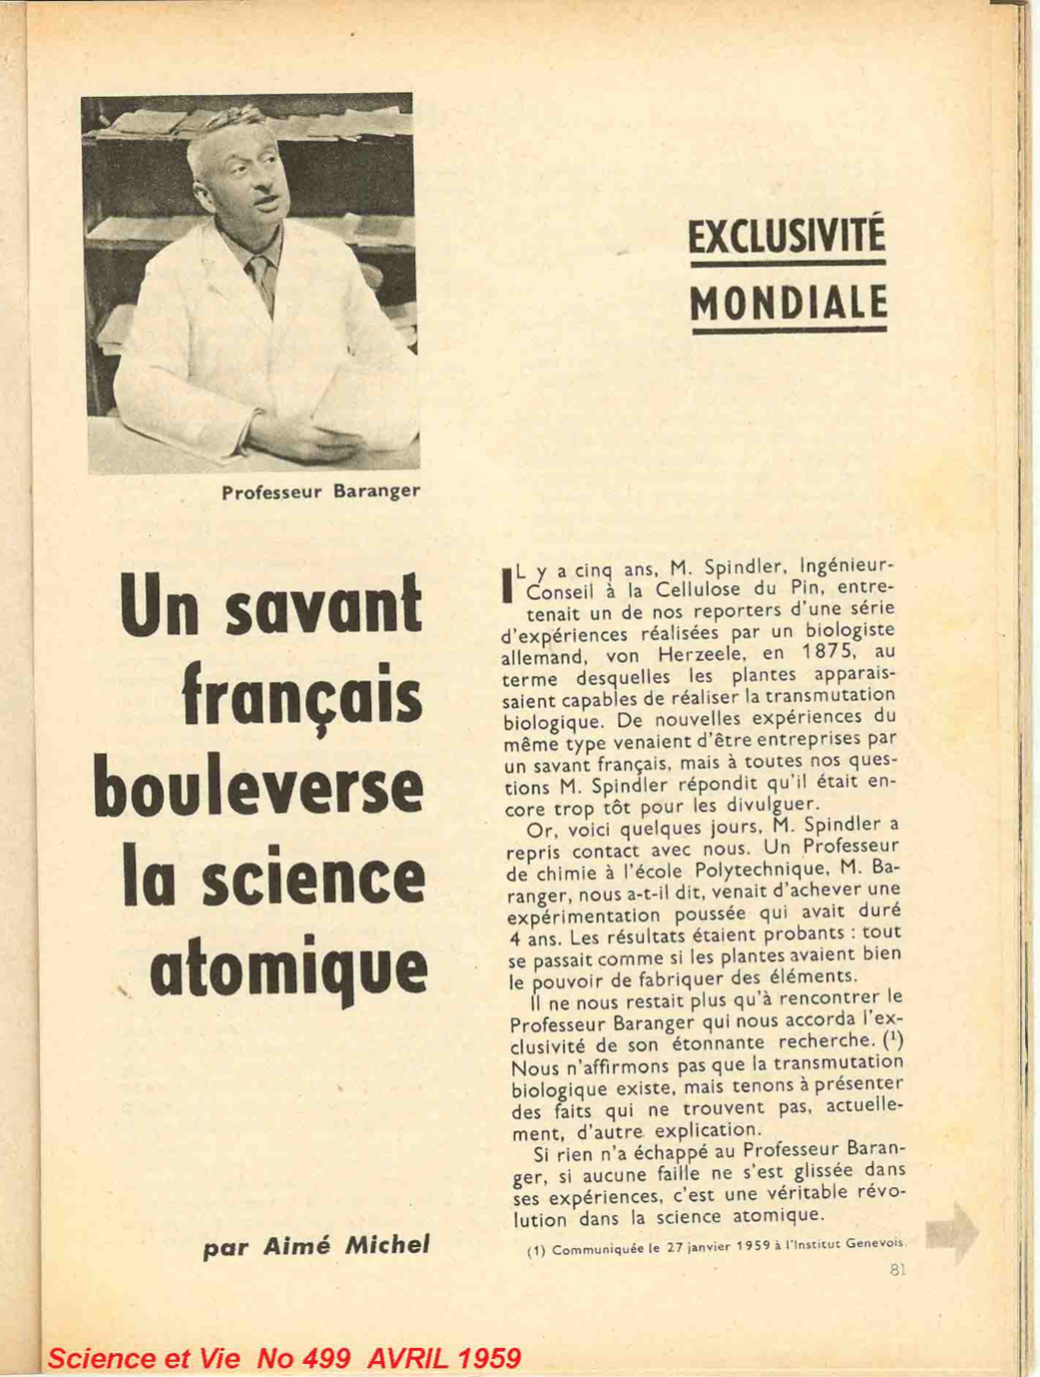 EXCLUSIVITÉ
MONDIALE
Professeur Baranger
Un savant
français
bouleverse
la science
atomique
par Aimé Michel
IL y a cinq ans, M. Spindler, Ingénieur-
Conseil à la Cellulose du Pin, entre-
tenait un de nos reporters d'une série
d'expériences réalisées par un biologiste
allemand, von Herzeele, en 1875, au
terme desquelles les plantes apparais-
saient capables de réaliser la transmutation
biologique. De nouvelles expériences du
même type venaient d'être entreprises par
un savant français, mais à toutes nos ques-
tions M. Spindler répondit qu'il était en-
core trop tôt pour les divulguer.
Or, voici quelques jours, M. Spindler a
repris contact avec nous. Un Professeur
de chimie à l'école Polytechnique, M. Ba-
ranger, nous a-t-il dit, venait d'achever une
expérimentation poussée qui avait duré
4 ans. Les résultats étaient probants : tout
se passait comme si les plantes avaient bien
le pouvoir de fabriquer des éléments.
Il ne nous restait plus qu'à rencontrer le
Professeur Baranger qui nous accorda l'ex-
clusivité de son étonnante recherche. (¹)
Nous n'affirmons pas que la transmutation
biologique existe, mais tenons à présenter
des faits qui ne trouvent pas, actuelle-
ment, d'autre explication.
Si rien n'a échappé au Professeur Baran-
ger, si aucune faille ne s'est glissée dans
ses expériences, c'est une véritable révo-
lution dans la science atomique.
(1) Communiquée le 27 janvier 1959 à l'Institut Genevois.
81
Science et Vie No 499 AVRIL 1959